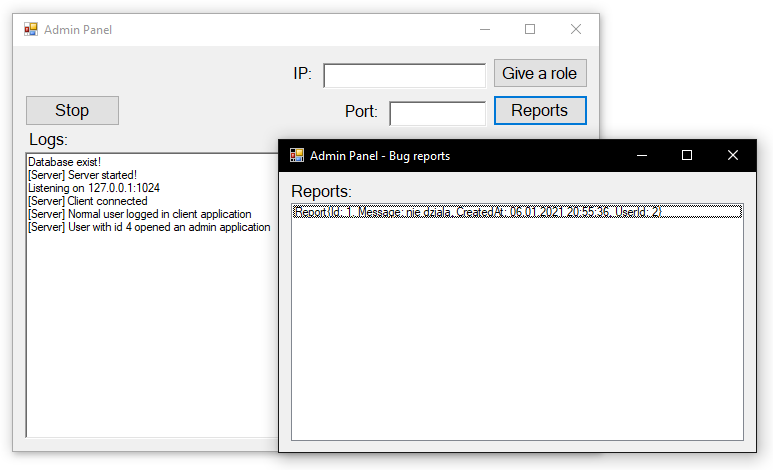 Admin Panel
IP:
Give a role
Stop
Port:
Reports
Logs:
Database exist!
[Server] Server started!
Listening on 127.0.0.1:1024
[Server] Client connected
[Server] Normal user logged in client application
[Server] User with id 4 opened an admin application
Admin Panel - Bug reports
Reports:
Report{Id: 1, Message: nie dziala, CreatedAt: 06.01.2021 20:55:36, UserId: 2}